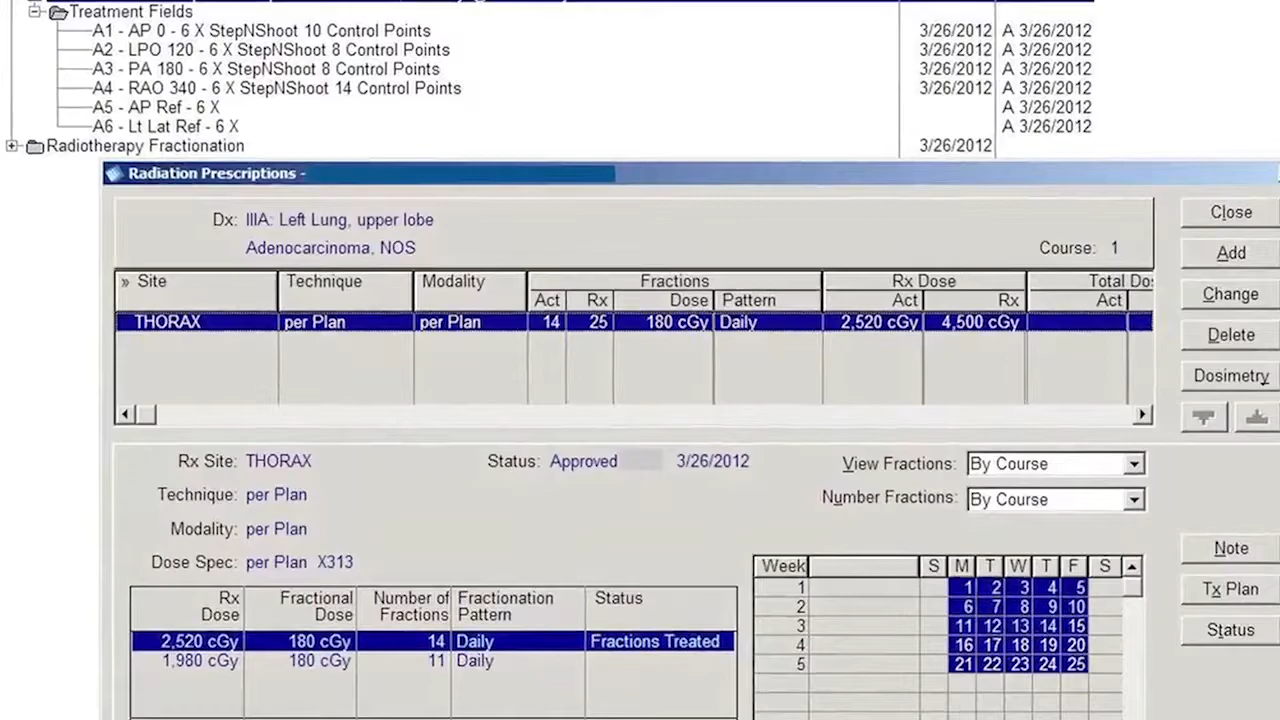 Treatment Fields
A1 - AP 0 - 6 X StepNShoot 10 Control Points 3/26/2012 A 3/26/2012
A2 - LPO 120 - 6 X StepNShoot 8 Control Points 3/26/2012 A 3/26/2012
A3 - PA 180 - 6 X StepNShoot 8 Control Points 3/26/2012 A 3/26/2012
A4 - RAO 340 - 6 X StepNShoot 14 Control Points 3/26/2012 A 3/26/2012
A5 - AP Ref - 6 X A 3/26/2012
A6 - Lt Lat Ref - 6 X A 3/26/2012
Radiotherapy Fractionation 3/26/2012
Radiation Prescriptions -
Dx: IIIA: Left Lung, upper lobe
Adenocarcinoma, NOS Course: 1
Close
Add
Change
Delete
Dosimetry
» Site Technique Modality Fractions Rx Dose Total Do
Act Rx Dose Pattern Act Rx Act
THORAX per Plan per Plan 14 25 180 cGy Daily 2,520 cGy 4,500 cGy
Rx Site: THORAX Status: Approved 3/26/2012 View Fractions: By Course
Technique: per Plan Number Fractions: By Course
Modality: per Plan
Dose Spec: per Plan X313
Note
Tx Plan
Status
Rx Dose Fractional Dose Number of Fractions Fractionation Pattern Status
2,520 cGy 180 cGy 14 Daily Fractions Treated
1,980 cGy 180 cGy 11 Daily
Week S M T W T F S
1 1 2 3 4 5
2 6 7 8 9 10
3 11 12 13 14 15
4 16 17 18 19 20
5 21 22 23 24 25